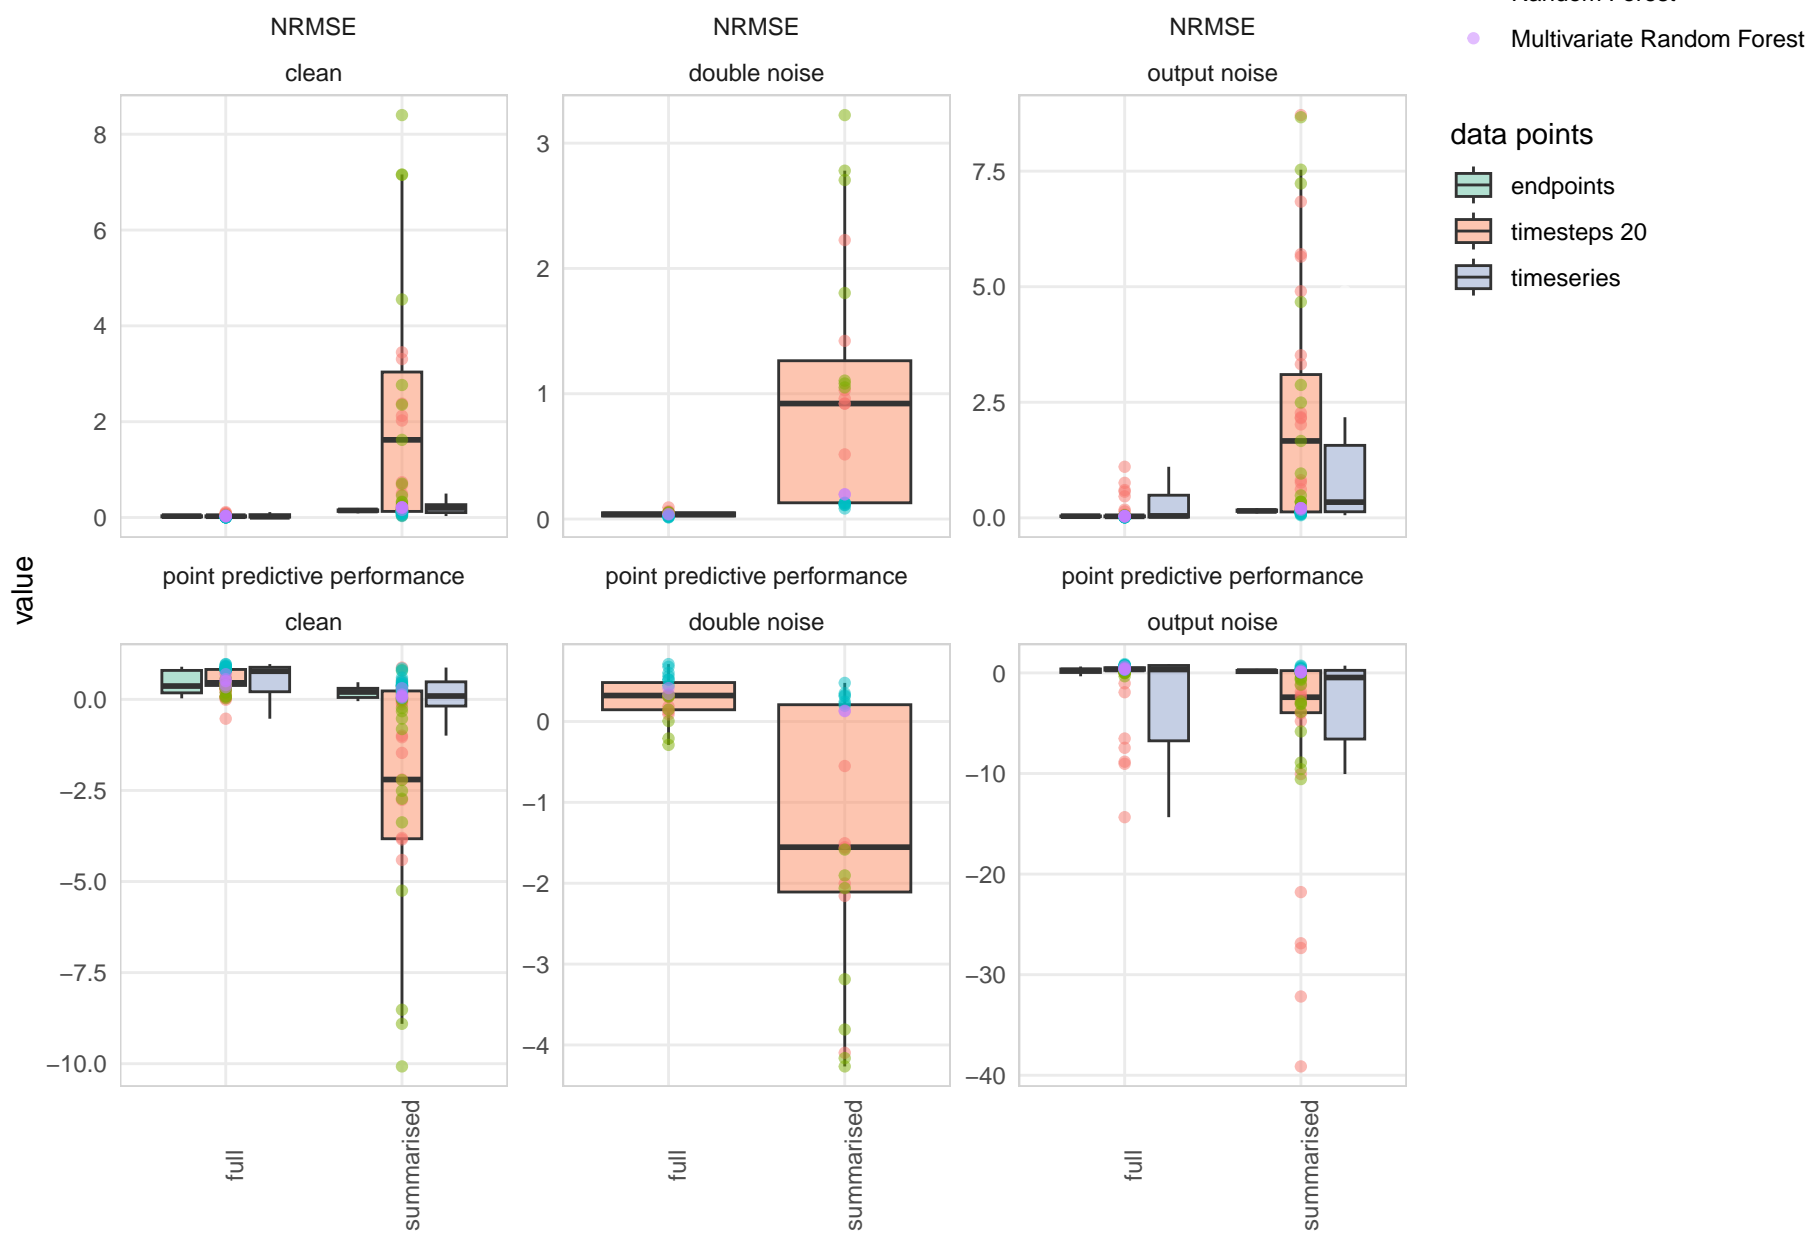 Multivariate Random Forest
data points
endpoints
timesteps 20
timeseries
NRMSE
NRMSE
NRMSE
clean
double noise
output noise
8
6
4
2
0
3
2
1
0
7.5
5.0
2.5
0.0
value
point predictive performance
point predictive performance
point predictive performance
clean
double noise
output noise
0.0
−2.5
−5.0
−7.5
−10.0
0
−1
−2
−3
−4
0
−10
−20
−30
−40
full
summarised
full
summarised
full
summarised